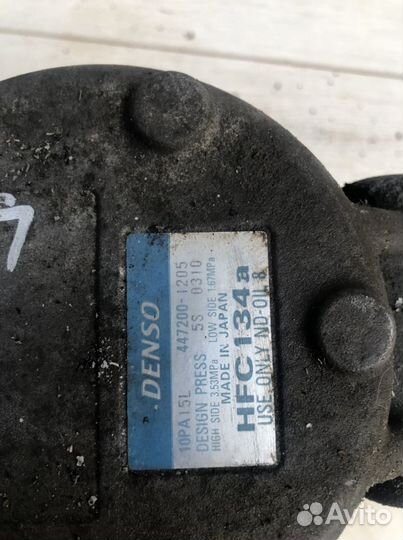 DENSO
10PA15L 447200-1205
DESIGN PRESS 5S 0310
HIGH SIDE 3.53MPa LOW SIDE 1.67MPa
MADE IN JAPAN
HFC134a
USE ONLY ND-OIL 8
Avito